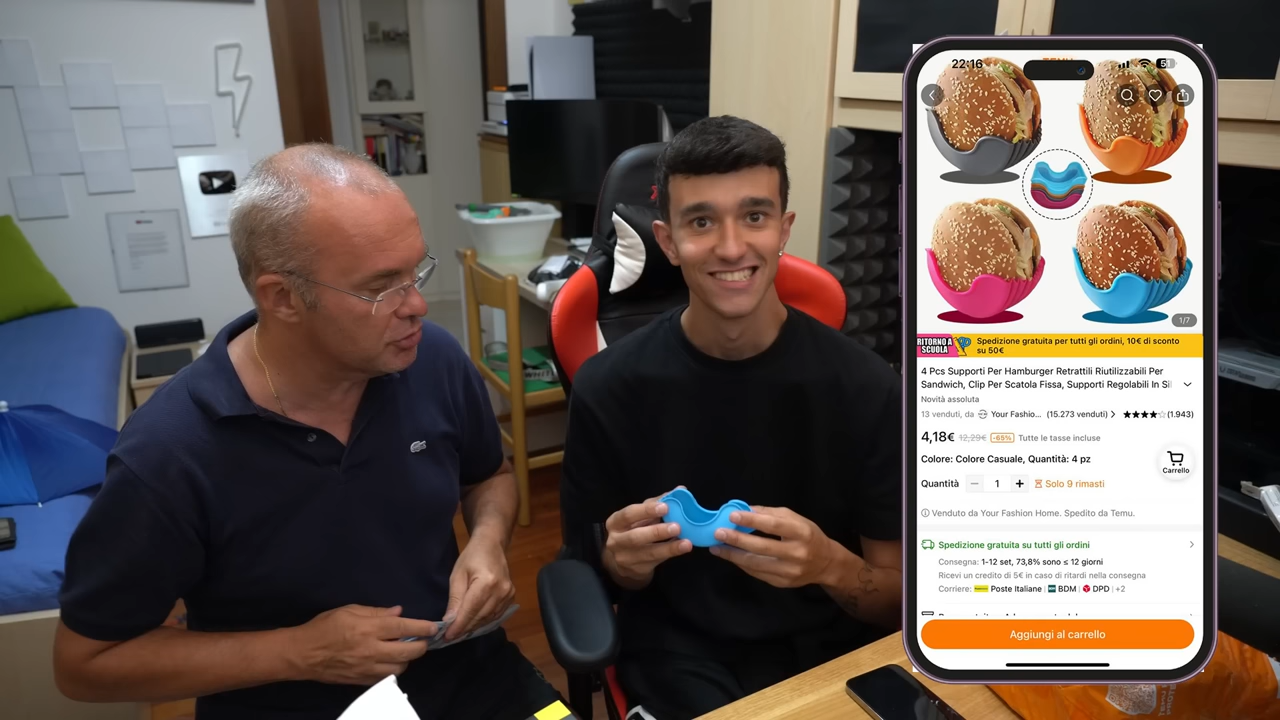 22:16
51
1/7
RITORNO A
SCUOLA
Spedizione gratuita per tutti gli ordini, 10€ di sconto
su 50€
4 Pcs Supporti Per Hamburger Retrattili Riutilizzabili Per
Sandwich, Clip Per Scatola Fissa, Supporti Regolabili In Si
Novità assoluta
13 venduti, da Your Fashio... (15.273 venduti) (1.943)
4,18€ 12,29€ -65% Tutte le tasse incluse
Colore: Colore Casuale, Quantità: 4 pz
Carrello
Quantità − 1 + Solo 9 rimasti
Venduto da Your Fashion Home. Spedito da Temu.
Spedizione gratuita su tutti gli ordini
Consegna: 1-12 set, 73,8% sono ≤ 12 giorni
Ricevi un credito di 5€ in caso di ritardi nella consegna
Corriere: Poste Italiane BDM DPD +2
Aggiungi al carrello